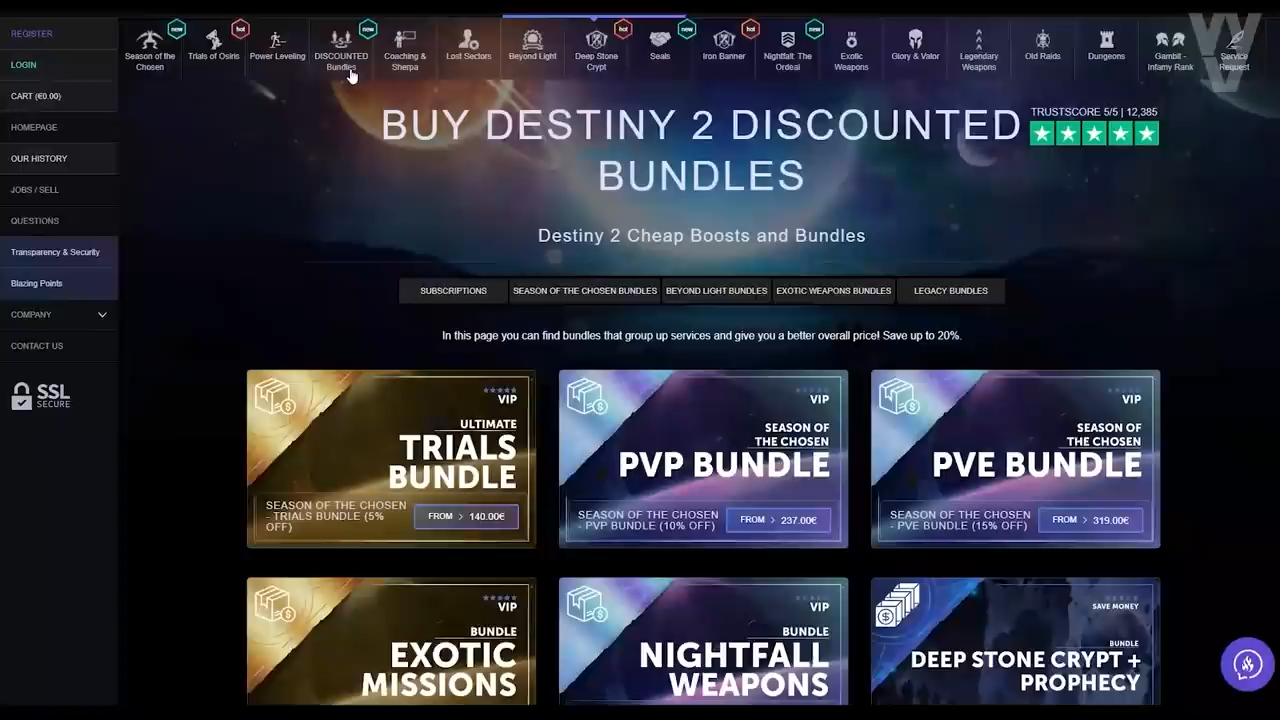 REGISTER
LOGIN
CART (€0.00)
HOMEPAGE
OUR HISTORY
JOBS / SELL
QUESTIONS
Transparency & Security
Blazing Points
COMPANY
CONTACT US
SSL
SECURE
new
hot
new
hot
new
hot
new
Season of the
Chosen
Trials of Osiris
Power Leveling
DISCOUNTED
Bundles
Coaching &
Sherpa
Lost Sectors
Beyond Light
Deep Stone
Crypt
Seals
Iron Banner
Nightfall: The
Ordeal
Exotic
Weapons
Glory & Valor
Legendary
Weapons
Old Raids
Dungeons
Gambit -
Infamy Rank
Service
Request
W
BUY DESTINY 2 DISCOUNTED
BUNDLES
TRUSTSCORE 5/5 | 12,385
Destiny 2 Cheap Boosts and Bundles
SUBSCRIPTIONS
SEASON OF THE CHOSEN BUNDLES
BEYOND LIGHT BUNDLES
EXOTIC WEAPONS BUNDLES
LEGACY BUNDLES
In this page you can find bundles that group up services and give you a better overall price! Save up to 20%.
VIP
ULTIMATE
TRIALS
BUNDLE
SEASON OF THE CHOSEN
- TRIALS BUNDLE (5%
OFF)
FROM > 140.00€
VIP
SEASON OF
THE CHOSEN
PVP BUNDLE
SEASON OF THE CHOSEN
- PVP BUNDLE (10% OFF)
FROM > 237.00€
VIP
SEASON OF
THE CHOSEN
PVE BUNDLE
SEASON OF THE CHOSEN
- PVE BUNDLE (15% OFF)
FROM > 319.00€
VIP
BUNDLE
EXOTIC
MISSIONS
VIP
BUNDLE
NIGHTFALL
WEAPONS
SAVE MONEY
BUNDLE
DEEP STONE CRYPT +
PROPHECY